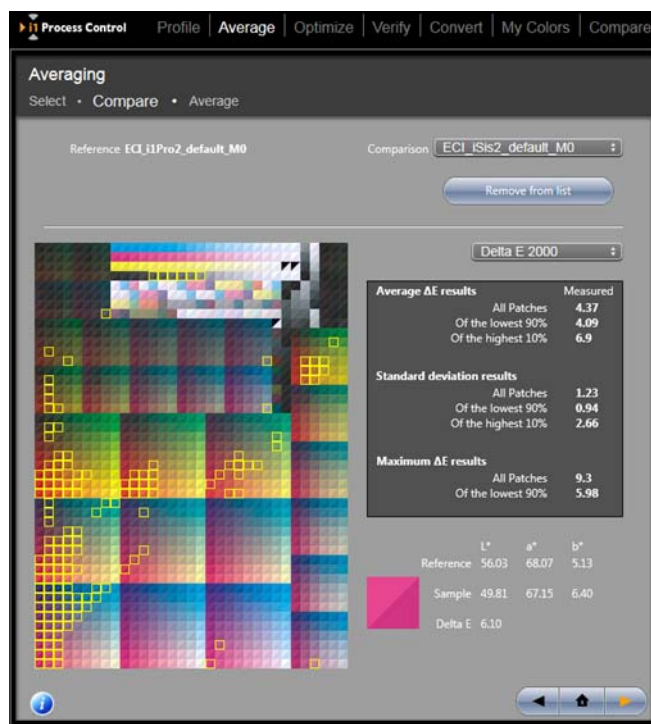 i1 Process Control Profile Average Optimize Verify Convert My Colors Compare
Averaging
Select • Compare • Average
Reference ECI_i1Pro2_default_M0 Comparison ECI_iSis2_default_M0
Remove from list
Delta E 2000
Average ΔE results Measured
All Patches 4.37
Of the lowest 90% 4.09
Of the highest 10% 6.9
Standard deviation results
All Patches 1.23
Of the lowest 90% 0.94
Of the highest 10% 2.66
Maximum ΔE results
All Patches 9.3
Of the lowest 90% 5.98
L* a* b*
Reference 56.03 68.07 5.13
Sample 49.81 67.15 6.40
Delta E 6.10
i